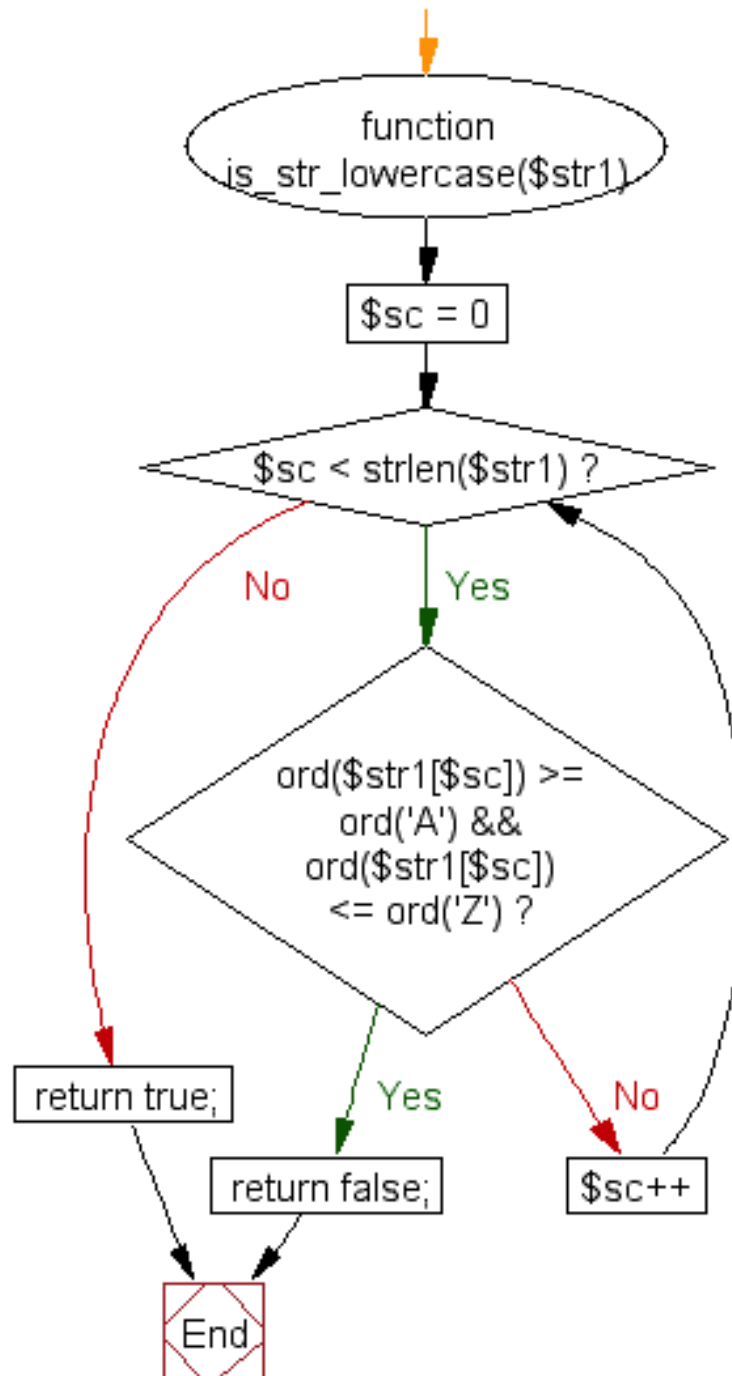 function
is_str_lowercase($str1)
$sc = 0
$sc < strlen($str1) ?
No
Yes
ord($str1[$sc]) >=
ord('A') &&
ord($str1[$sc])
<= ord('Z') ?
return true;
Yes
No
return false;
$sc++
End